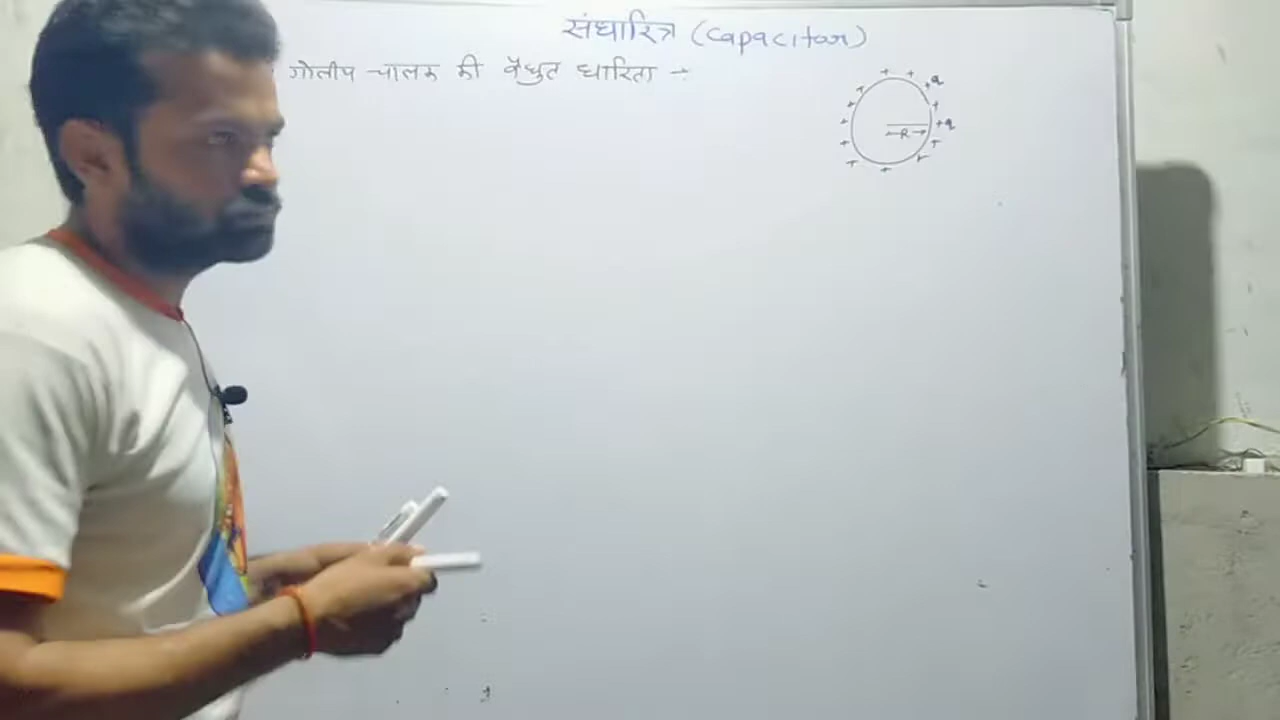 संधारित्र (Capacitor)
गोलीय चालक की वैधुत धारिता →
+ + + q
+ +
+ +
+ +q
R
+ +
+ +
+